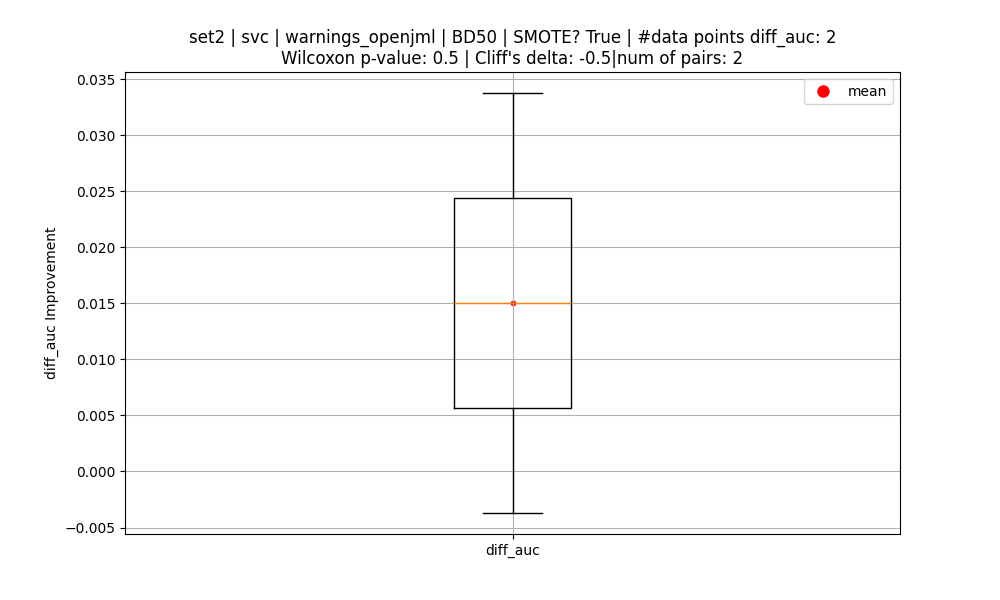 set2 | svc | warnings_openjml | BD50 | SMOTE? True | #data points diff_auc: 2
Wilcoxon p-value: 0.5 | Cliff's delta: -0.5|num of pairs: 2
mean
0.035
0.030
0.025
0.020
0.015
0.010
0.005
0.000
−0.005
diff_auc Improvement
diff_auc